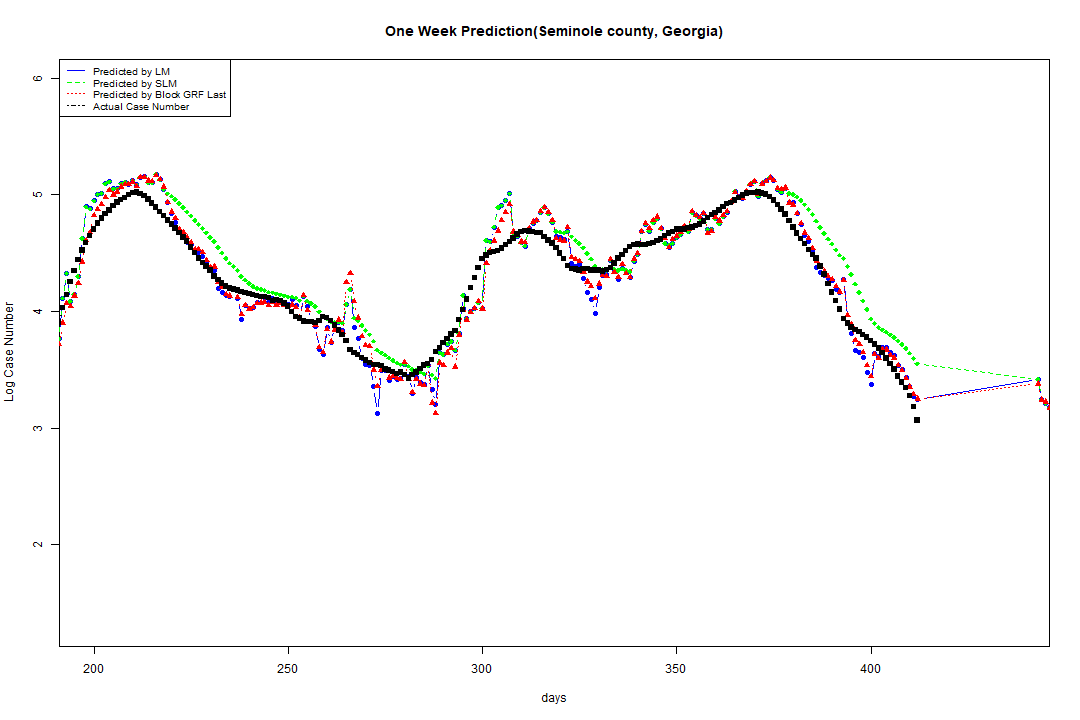 One Week Prediction(Seminole county, Georgia)
Predicted by LM
Predicted by SLM
Predicted by Block GRF Last
Actual Case Number
6
5
4
3
2
Log Case Number
200
250
300
350
400
days